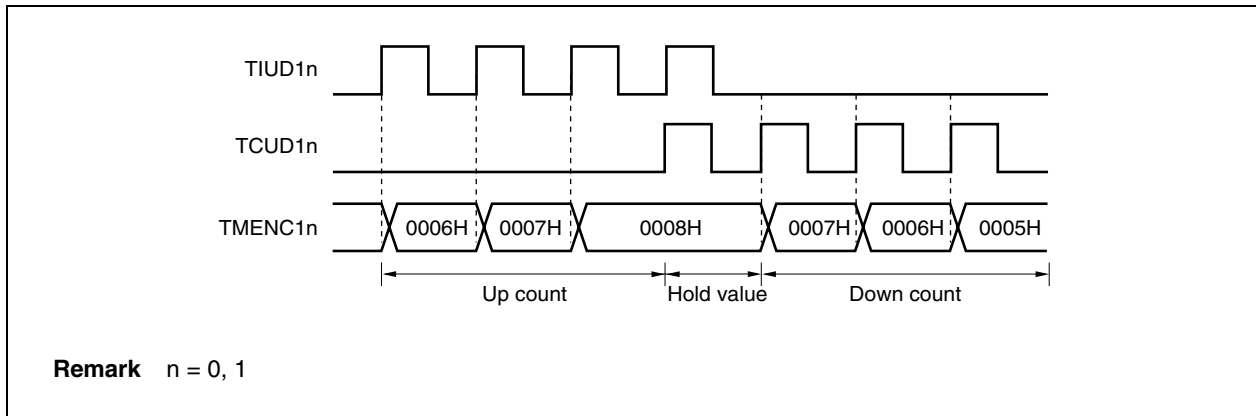 TIUD1n
TCUD1n
TMENC1n 0006H 0007H 0008H 0007H 0006H 0005H
Up count Hold value Down count
Remark n = 0, 1